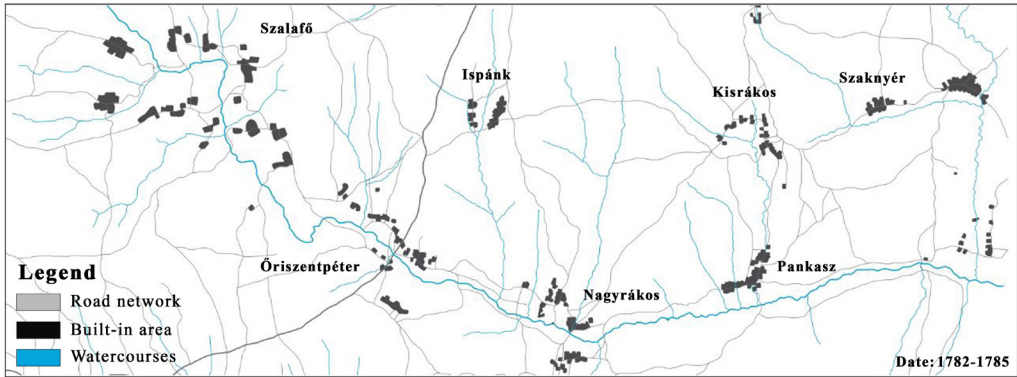 Szalafő
Ispánk
Kisrákos
Szaknyér
Őriszentpéter
Nagyrákos
Pankasz
Legend
Road network
Built-in area
Watercourses
Date: 1782-1785